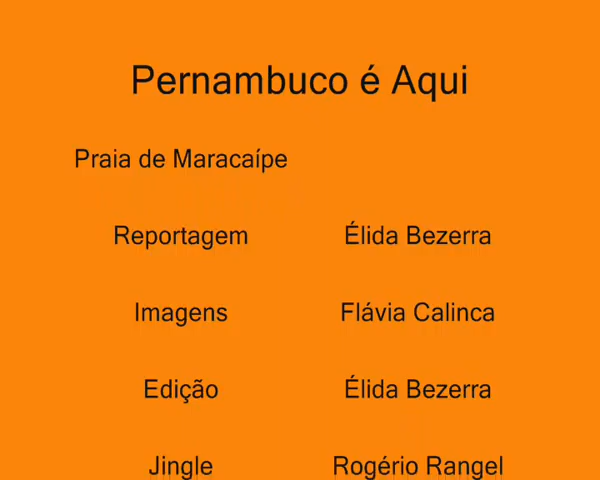 Pernambuco é Aqui
Praia de Maracaípe
Reportagem Élida Bezerra
Imagens Flávia Calinca
Edição Élida Bezerra
Jingle Rogério Rangel